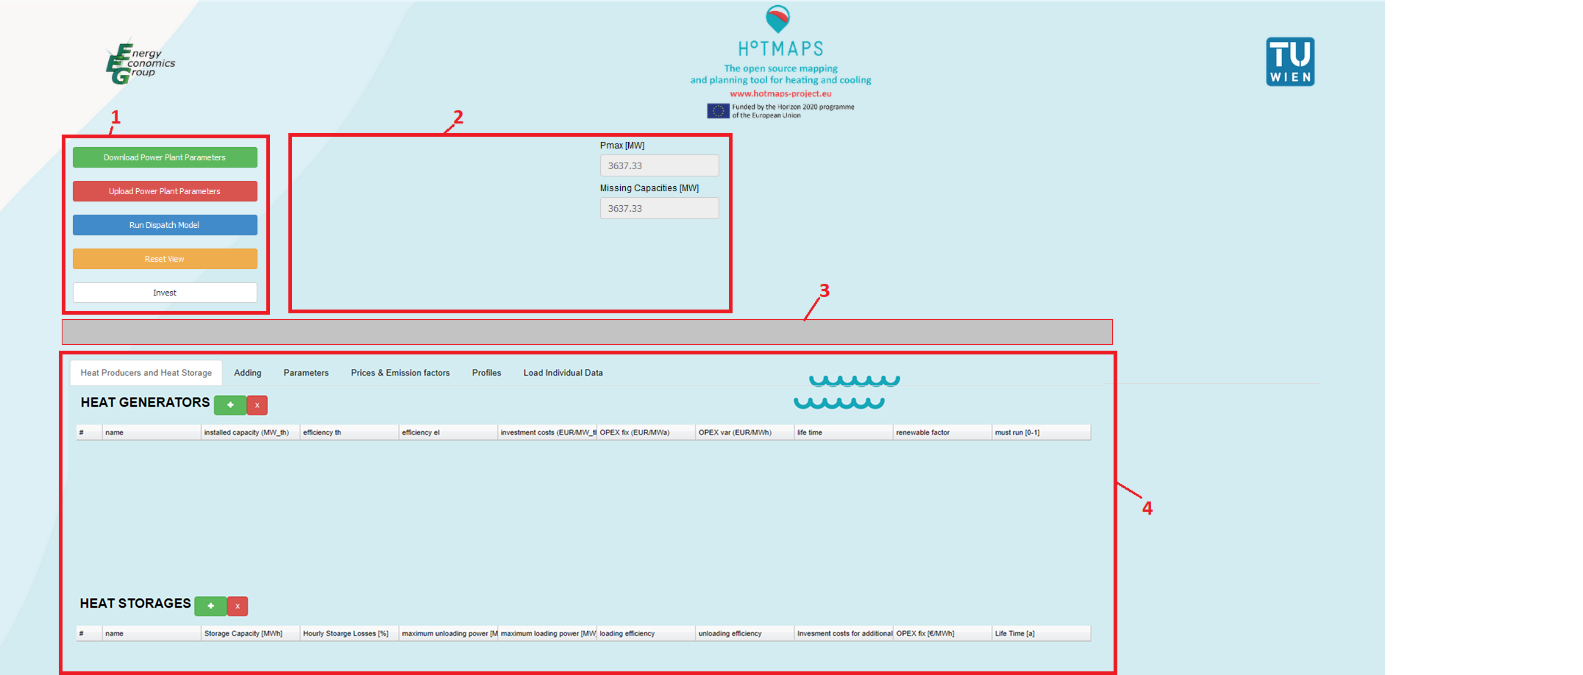 Energy
Economics
Group
HOTMAPS
The open source mapping
and planning tool for heating and cooling
www.hotmaps-project.eu
Funded by the Horizon 2020 programme
of the European Union
TU
WIEN
1
2
Download Power Plant Parameters
Upload Power Plant Parameters
Run Dispatch Model
Reset View
Invest
Pmax [MW]
3637.33
Missing Capacities [MW]
3637.33
3
Heat Producers and Heat Storage Adding Parameters Prices & Emission factors Profiles Load Individual Data
HEAT GENERATORS + x
# name installed capacity (MW_th) efficiency th efficiency el investment costs (EUR/MW_tl OPEX fix (EUR/MWa) OPEX var (EUR/MWh) life time renewable factor must run [0-1]
4
HEAT STORAGES + x
# name Storage Capacity [MWh] Hourly Stoarge Losses [%] maximum unloading power [M maximum loading power [MW loading efficiency unloading efficiency Invesment costs for additional OPEX fix [€/MWh] Life Time [a]